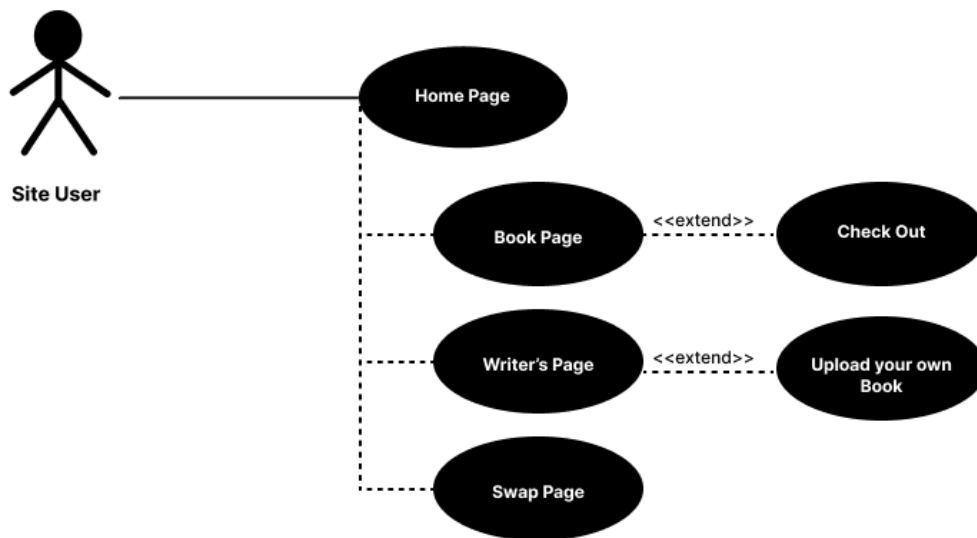 Home Page
Site User
Book Page
<<extend>>
Check Out
Writer's Page
<<extend>>
Upload your own
Book
Swap Page